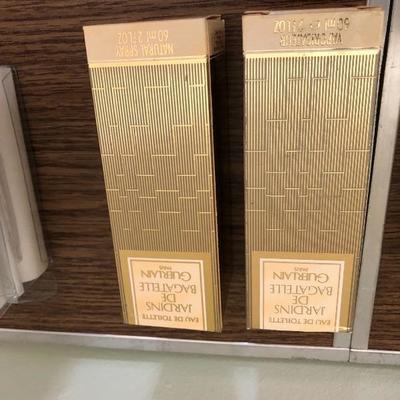 EAU DE TOILETTE
JARDINS
DE
BAGATELLE
GUERLAIN
PARIS
NATURAL SPRAY
60 ml 2 FL.OZ
EAU DE TOILETTE
JARDINS
DE
BAGATELLE
GUERLAIN
PARIS
VAPORISATEUR
60 ml 2 FL.OZ